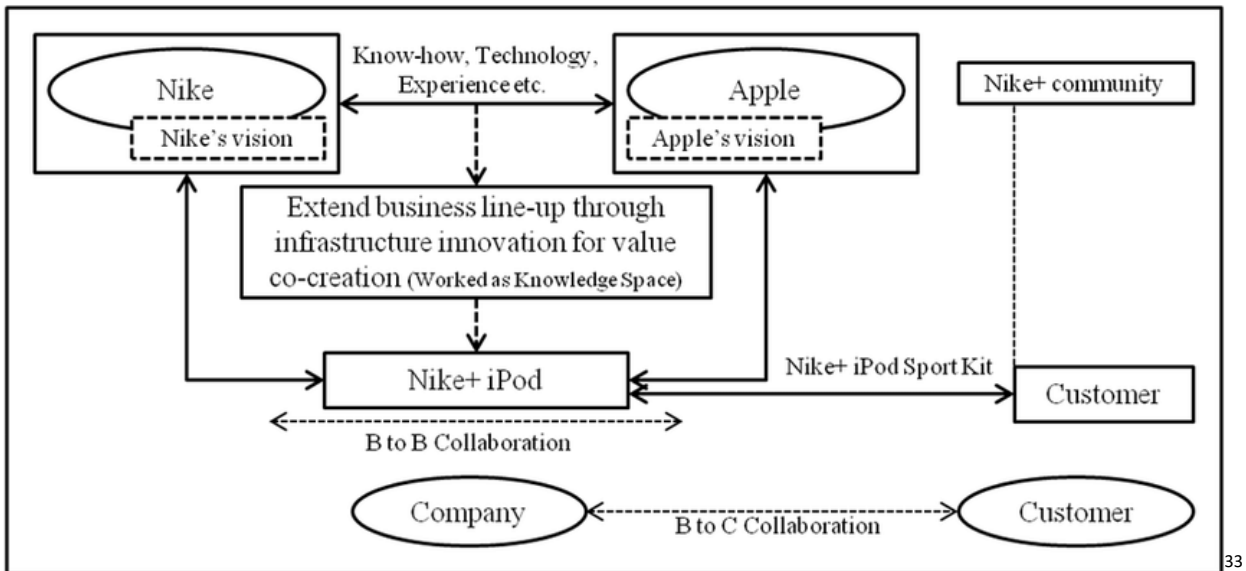 Know-how, Technology,
Experience etc.
Nike
Nike's vision
Apple
Apple's vision
Nike+ community
Extend business line-up through
infrastructure innovation for value
co-creation (Worked as Knowledge Space)
Nike+ iPod
Nike+ iPod Sport Kit
Customer
B to B Collaboration
Company
B to C Collaboration
Customer
33